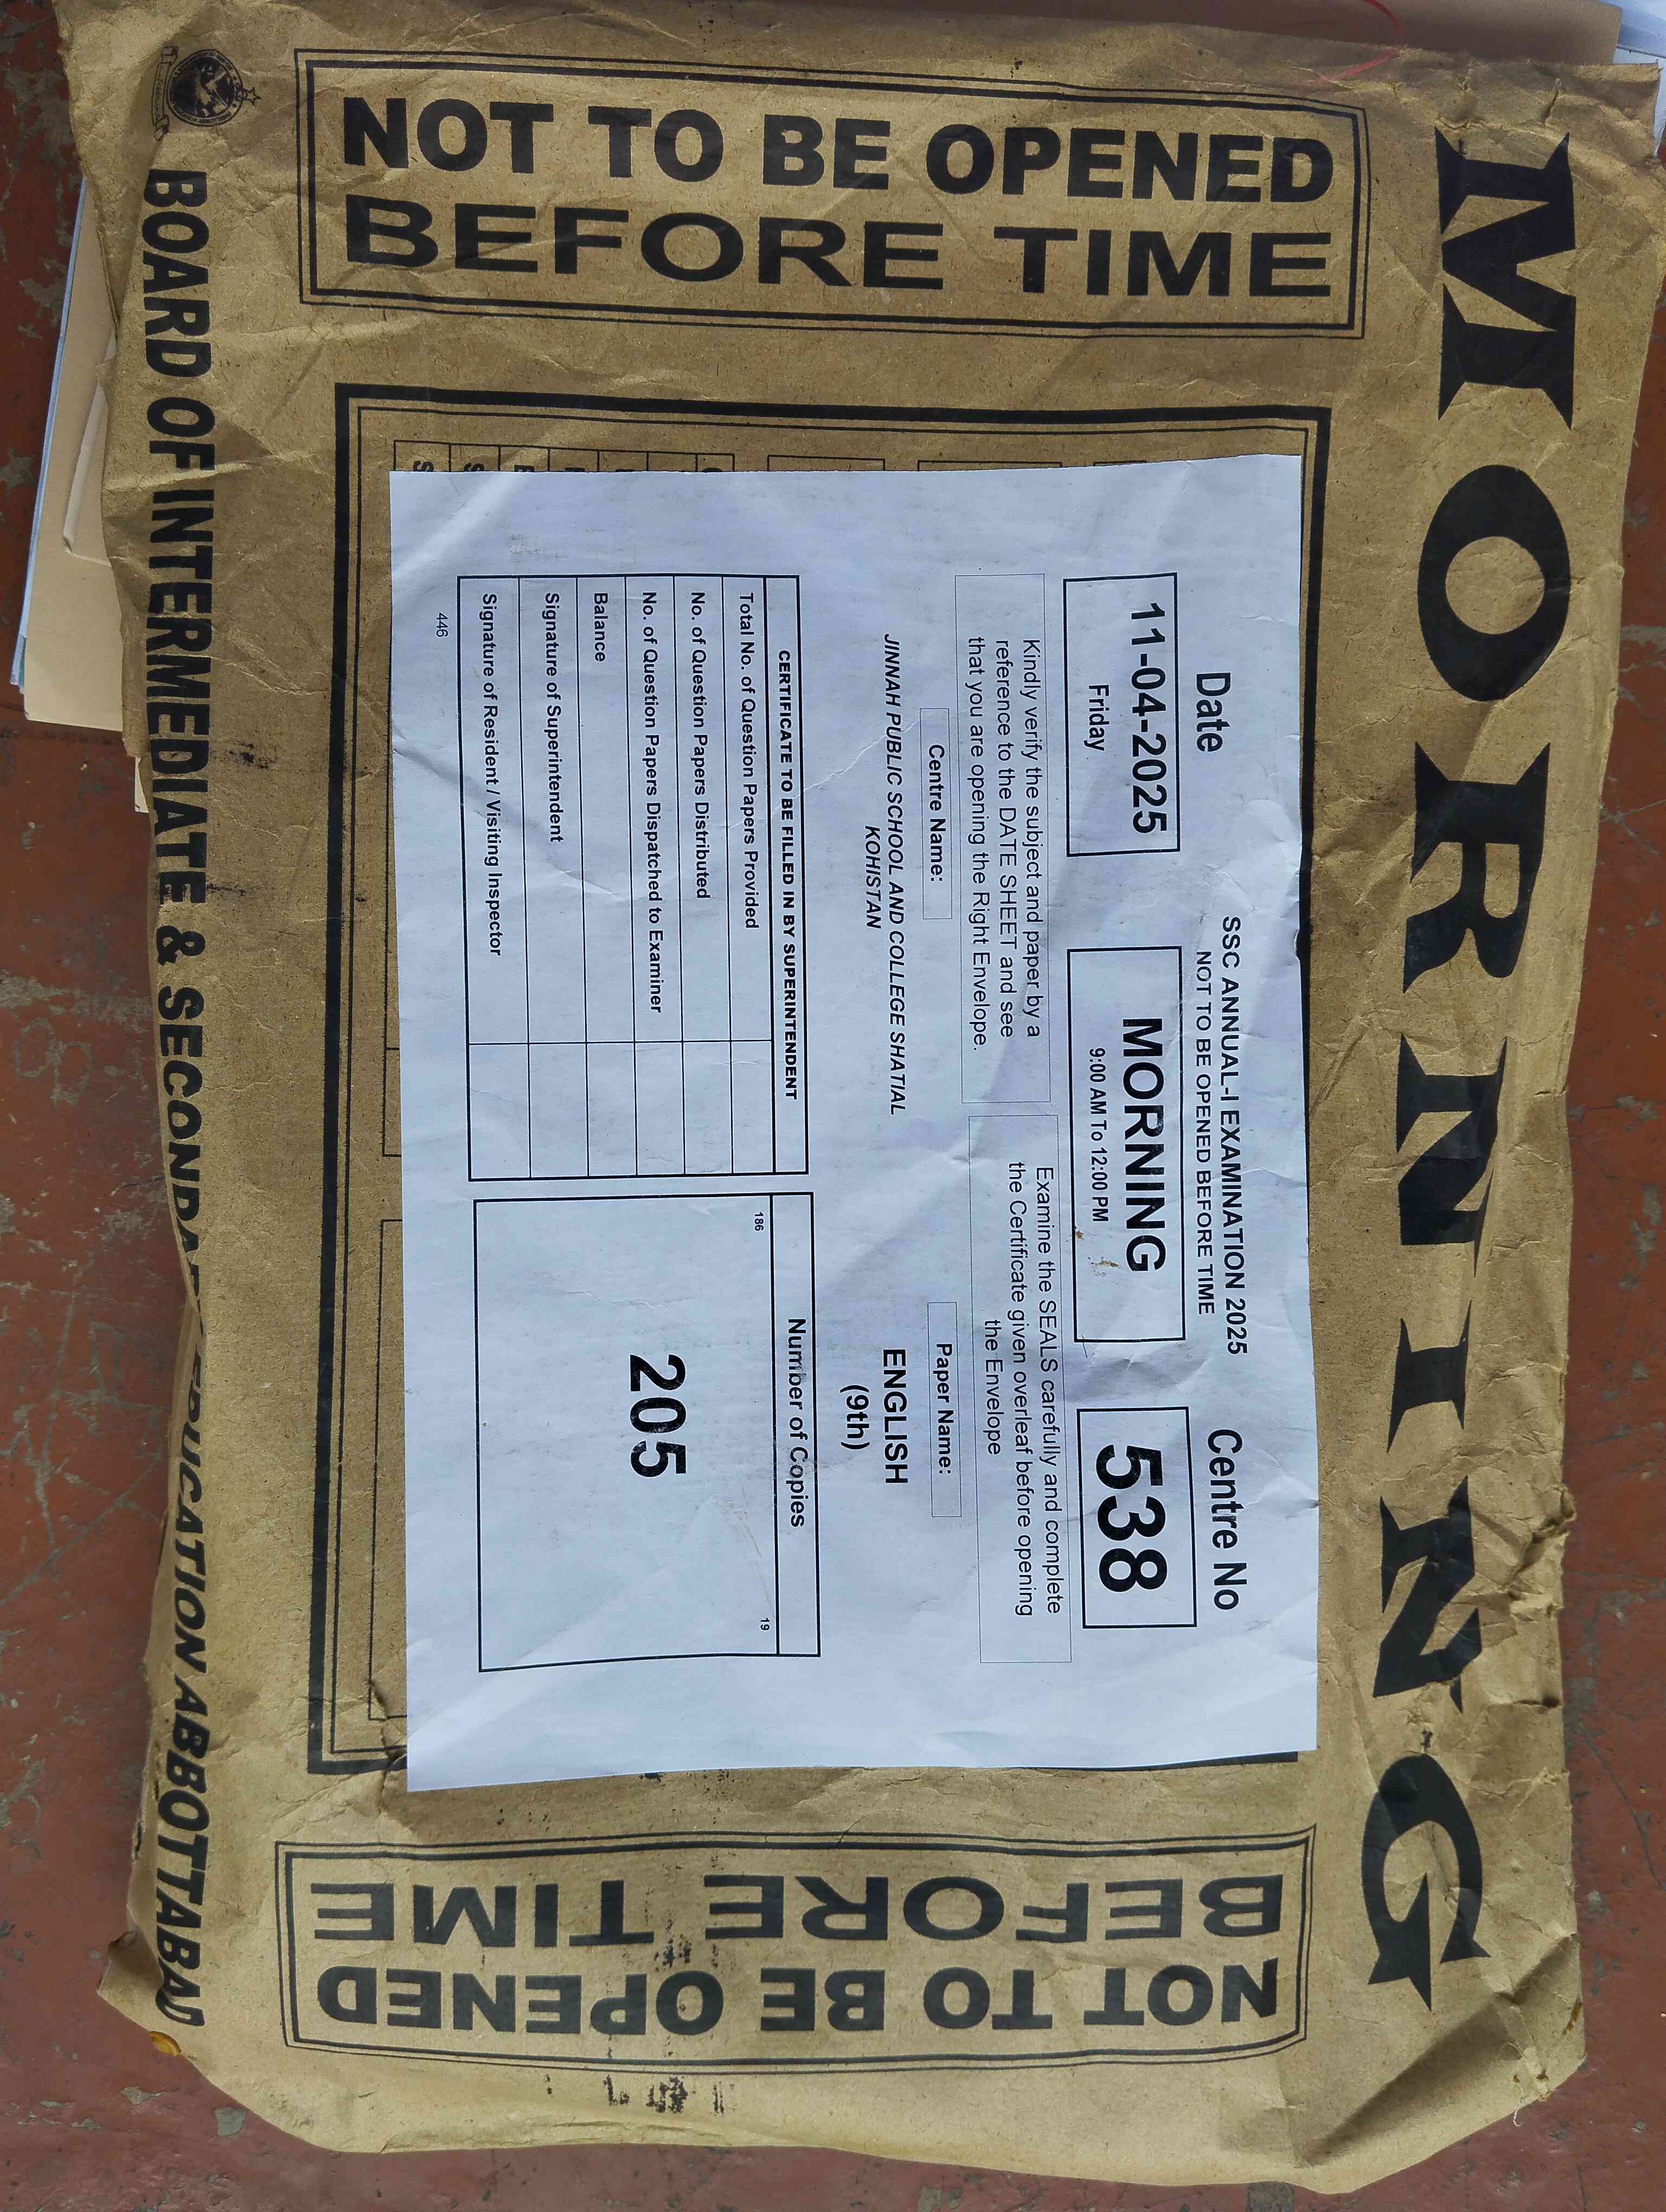 MORNING
NOT TO BE OPENED
BEFORE TIME
SSC ANNUAL-I EXAMINATION 2025
NOT TO BE OPENED BEFORE TIME
Date
Centre No
11-04-2025
Friday
MORNING
9:00 AM To 12:00 PM
538
Kindly verify the subject and paper by a
reference to the DATE SHEET and see
that you are opening the Right Envelope.
Examine the SEALS carefully and complete
the Certificate given overleaf before opening
the Envelope
Centre Name:
Paper Name:
JINNAH PUBLIC SCHOOL AND COLLEGE SHATIAL
KOHISTAN
ENGLISH
(9th)
CERTIFICATE TO BE FILLED IN BY SUPERINTENDENT
Total No. of Question Papers Provided
No. of Question Papers Distributed
No. of Question Papers Dispatched to Examiner
Balance
Signature of Superintendent
Signature of Resident / Visiting Inspector
446
Number of Copies
186
19
205
NOT TO BE OPENED
BEFORE TIME
BOARD OF INTERMEDIATE & SECONDARY EDUCATION ABBOTTABAD